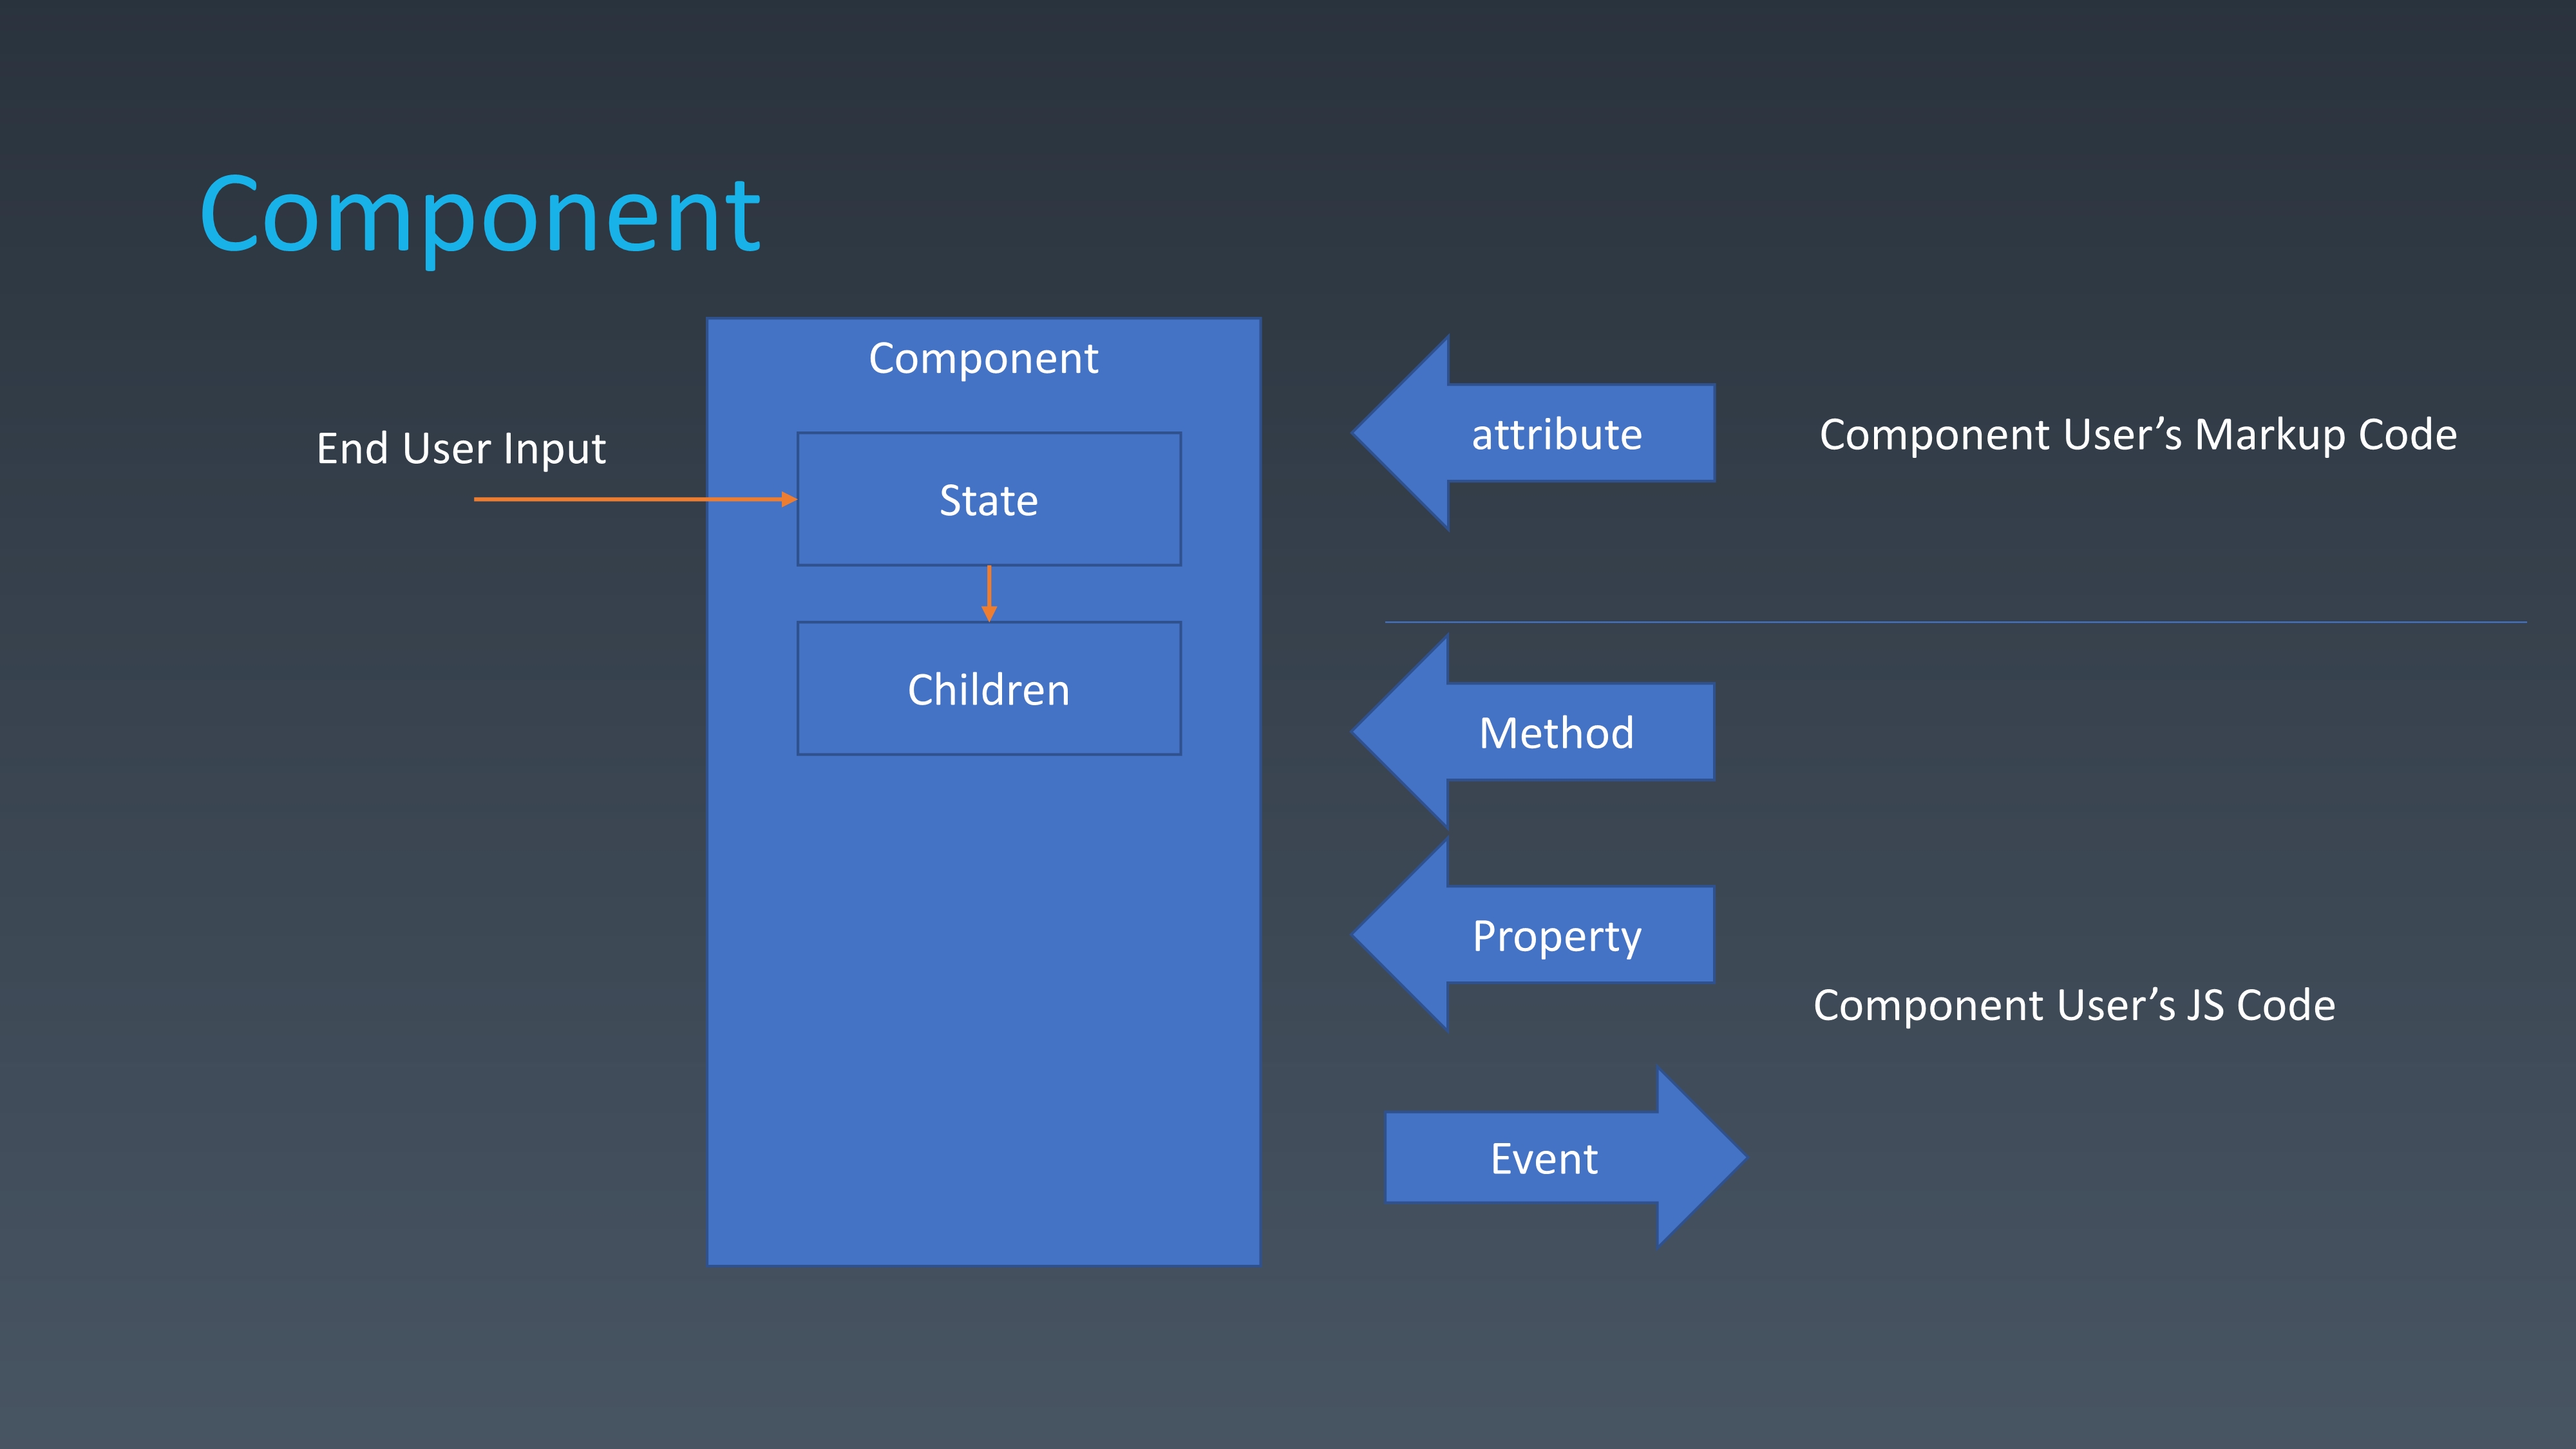 Component
Component
End User Input
State
Children
attribute
Component User’s Markup Code
Method
Property
Component User’s JS Code
Event